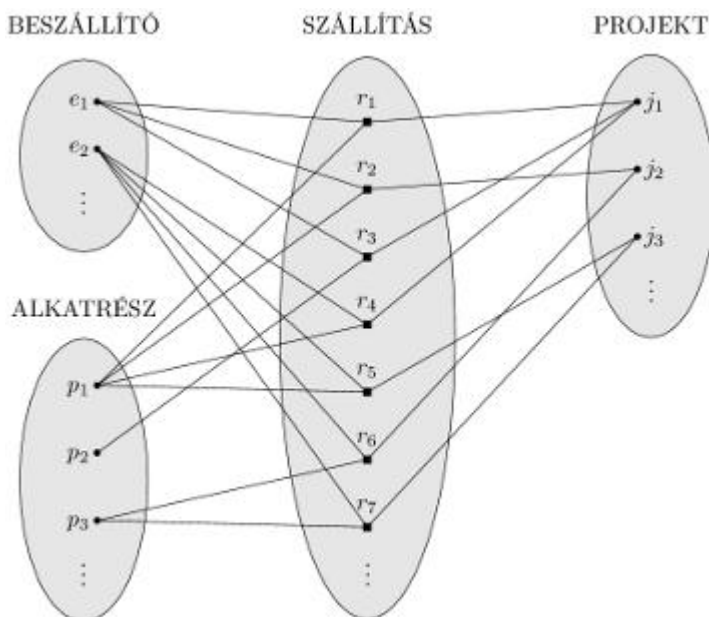 BESZÁLLÍTÓ
e₁
e₂
⋮
ALKATRÉSZ
p₁
p₂
p₃
⋮
SZÁLLÍTÁS
r₁
r₂
r₃
r₄
r₅
r₆
r₇
⋮
PROJEKT
j₁
j₂
j₃
⋮